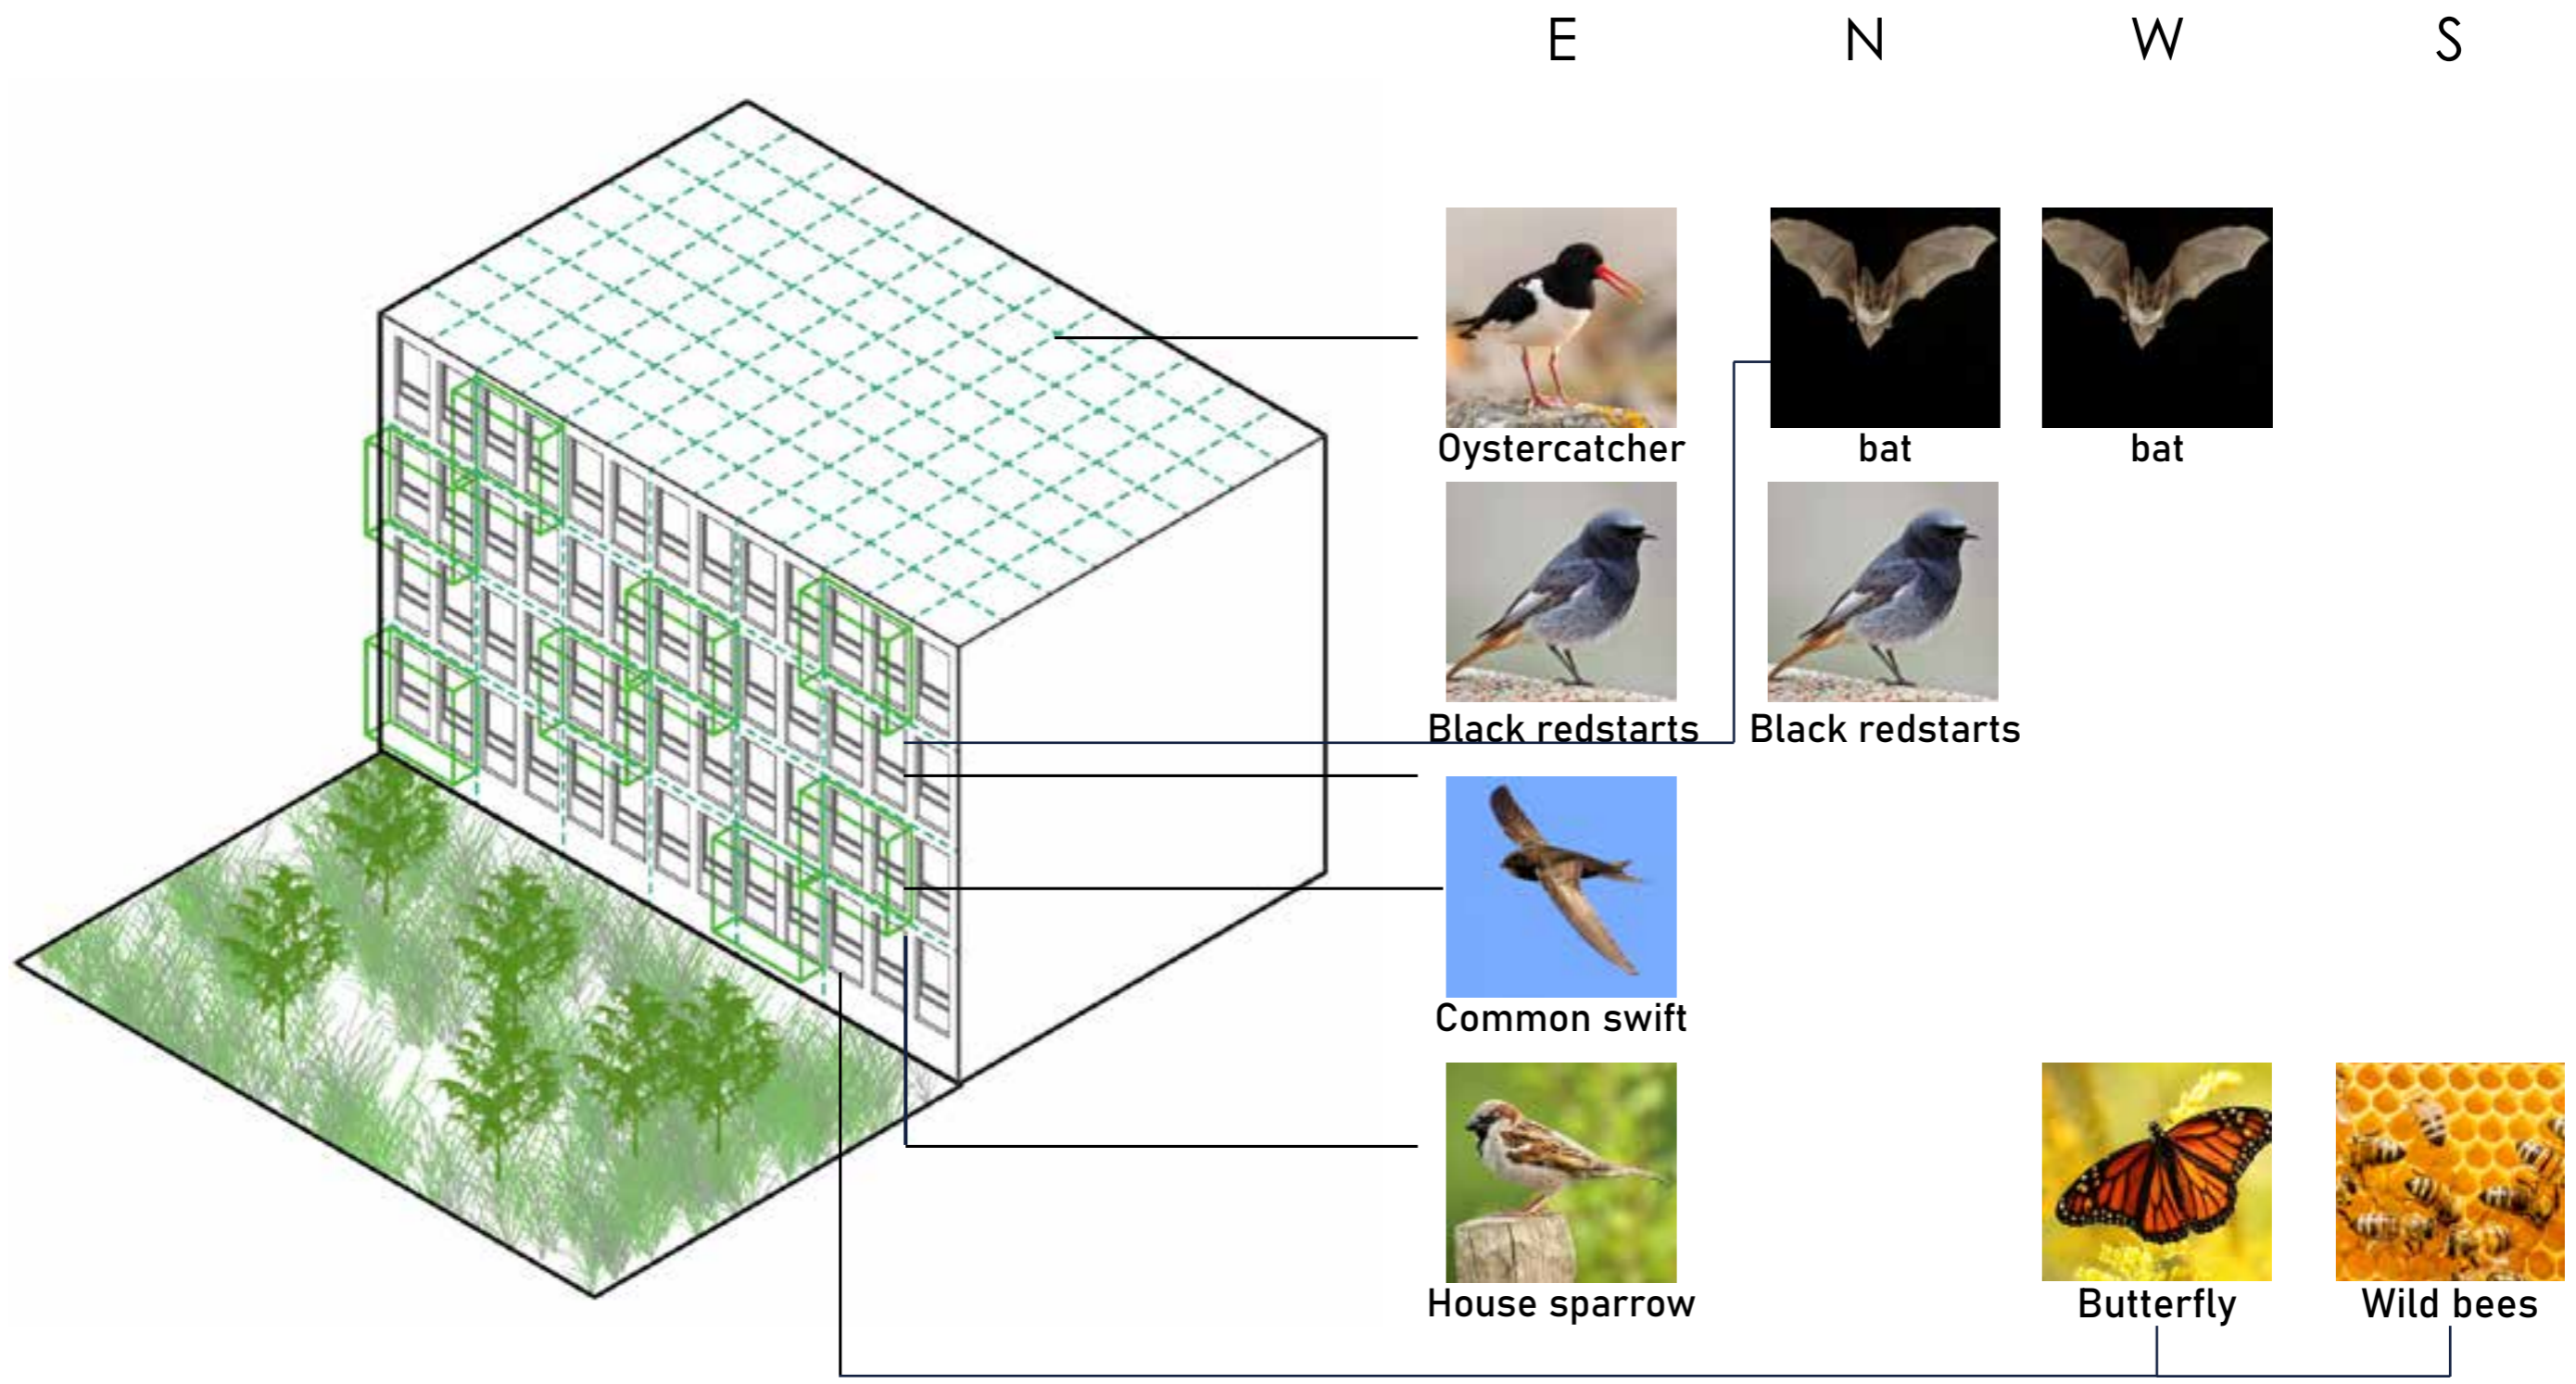 E N W S
Oystercatcher bat bat
Black redstarts Black redstarts
Common swift
House sparrow Butterfly Wild bees